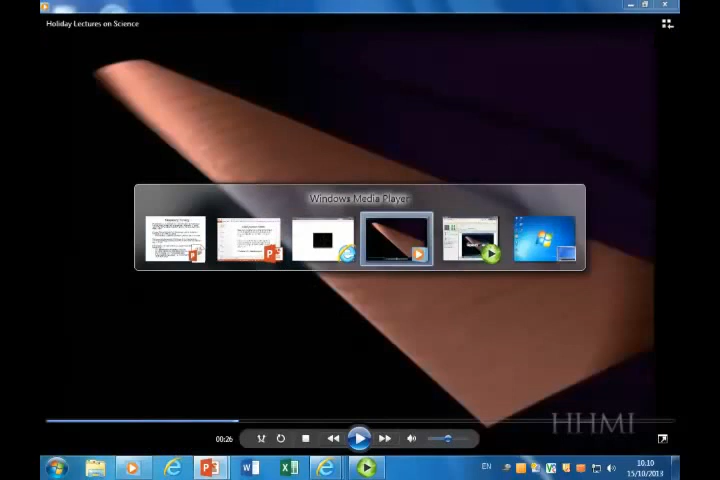 Holiday Lectures on Science
Windows Media Player
HHMI
00:26
EN
10.10
15/10/2013